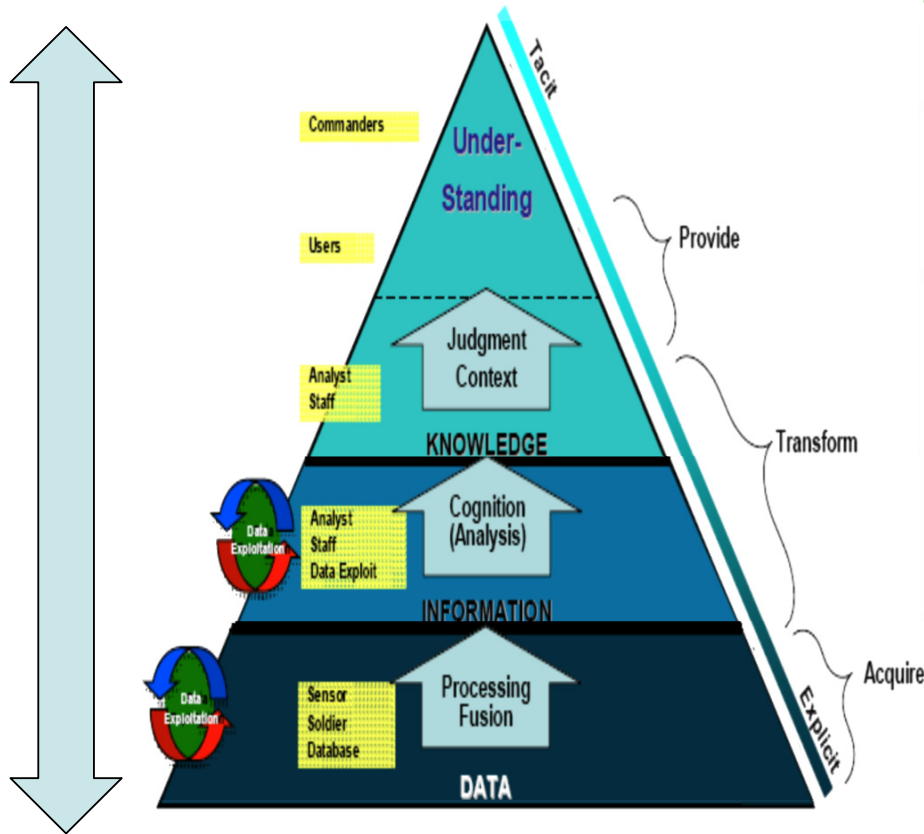 Tacit
Commanders
Under-
Standing
Users
Provide
Judgment
Context
Analyst
Staff
KNOWLEDGE
Transform
Cognition
(Analysis)
Analyst
Staff
Data Exploit
Data
Exploitation
INFORMATION
Acquire
Processing
Fusion
Sensor
Soldier
Database
Data
Exploitation
Explicit
DATA